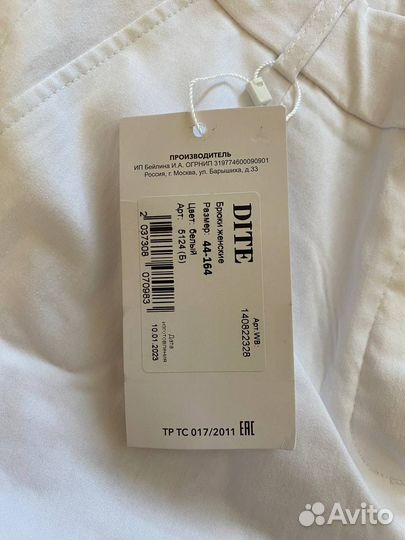 ПРОИЗВОДИТЕЛЬ
ИП Бейлина И.А. ОГРНИП 319774600090901
Россия, г. Москва, ул. Барышиха, д.33
DITE
Брюки женские
Размер: 44-164
Цвет: белый
Арт.: 5124 (Б)
2 037308 070983
Арт.WB:
140822328
Дата
изготовления
10.01.2023
ТР ТС 017/2011 EAC
Avito